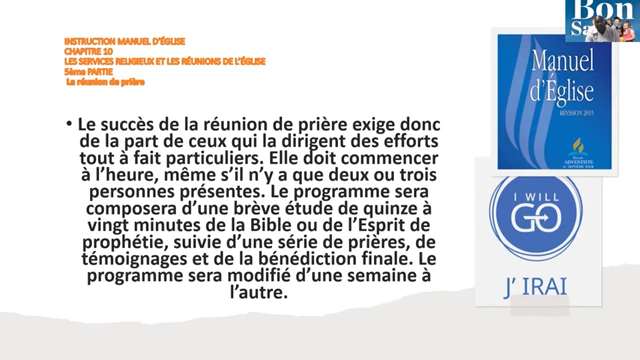 INSTRUCTION MANUEL D'ÉGLISE
CHAPITRE 10
LES SERVICES RELIGIEUX ET LES RÉUNIONS DE L'ÉGLISE
5ème PARTIE
La réunion de prière
• Le succès de la réunion de prière exige donc
de la part de ceux qui la dirigent des efforts
tout à fait particuliers. Elle doit commencer
à l'heure, même s'il n'y a que deux ou trois
personnes présentes. Le programme sera
composera d'une brève étude de quinze à
vingt minutes de la Bible ou de l'Esprit de
prophétie, suivie d'une série de prières, de
témoignages et de la bénédiction finale. Le
programme sera modifié d'une semaine à
l'autre.
Bon
Manuel
d'Église
RÉVISION 2015
ADVENTISTE
I WILL
GO
J' IRAI